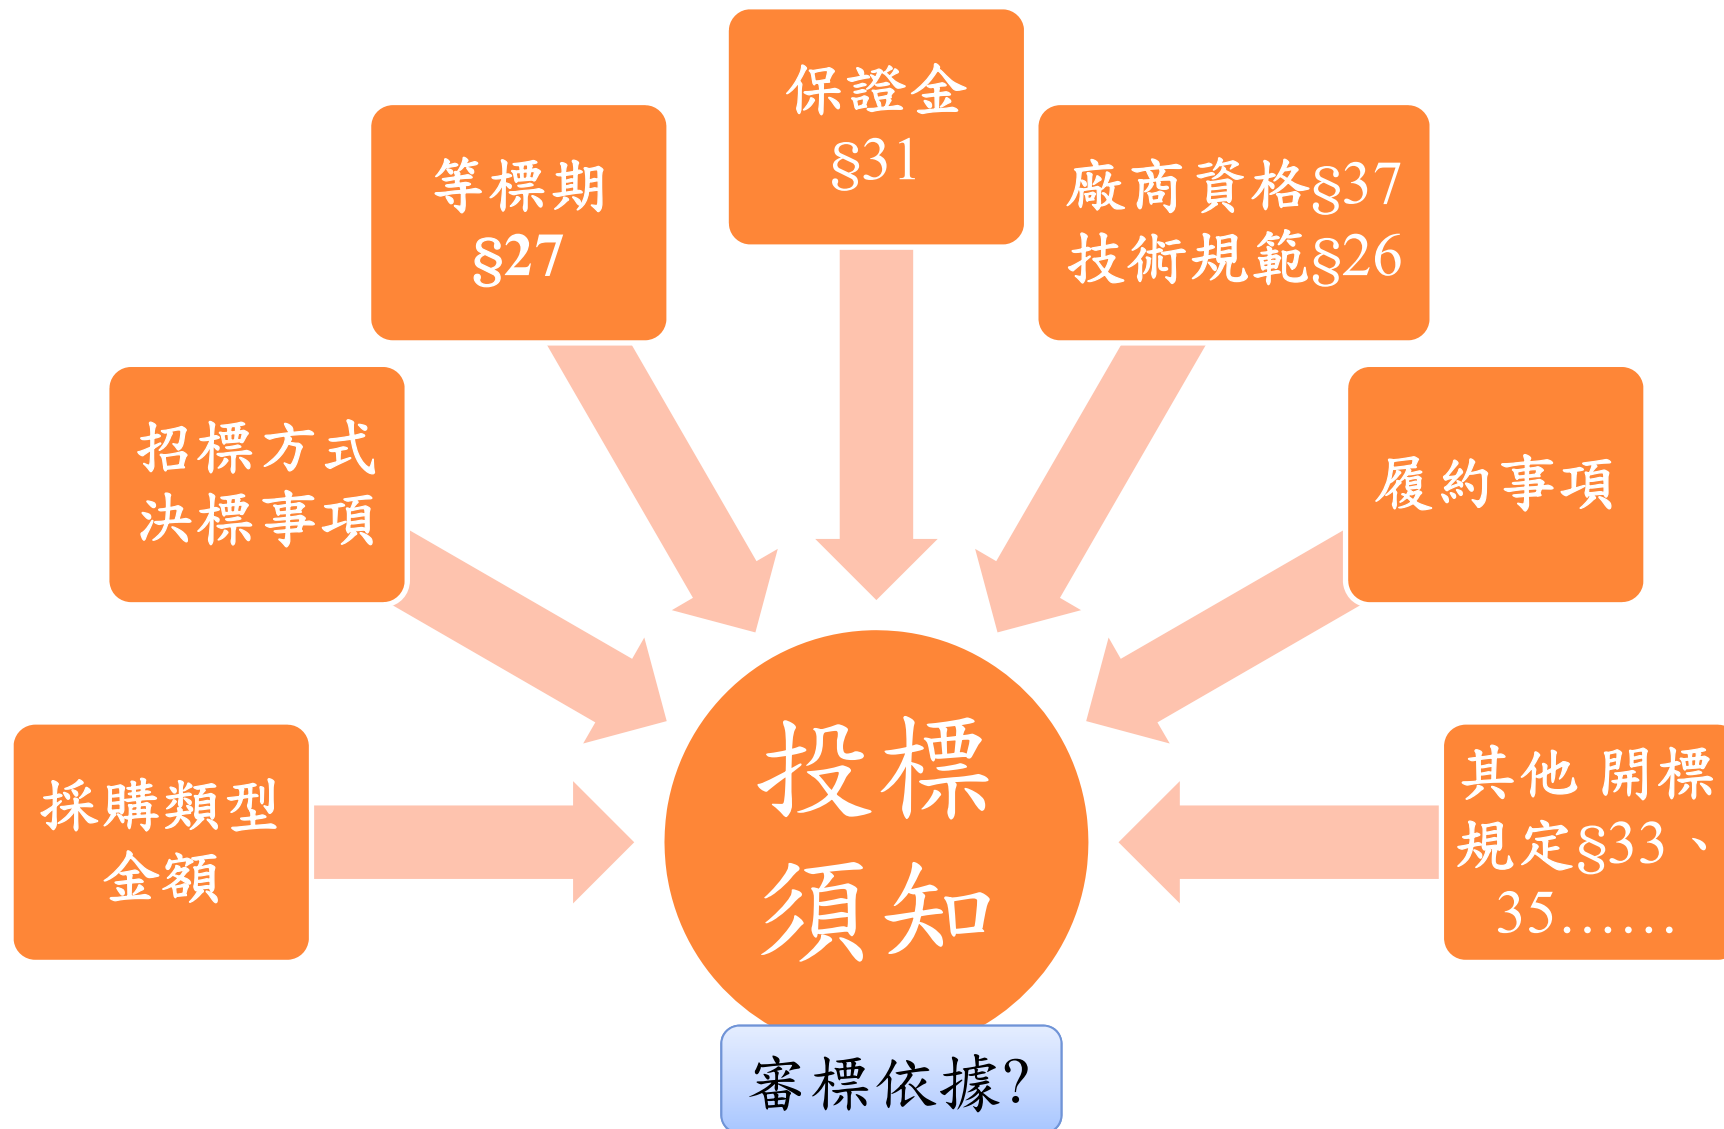 保證金
§31
等標期
§27
廠商資格§37
技術規範§26
招標方式
決標事項
履約事項
採購類型
金額
其他 開標
規定§33、
35……
投標
須知
審標依據?